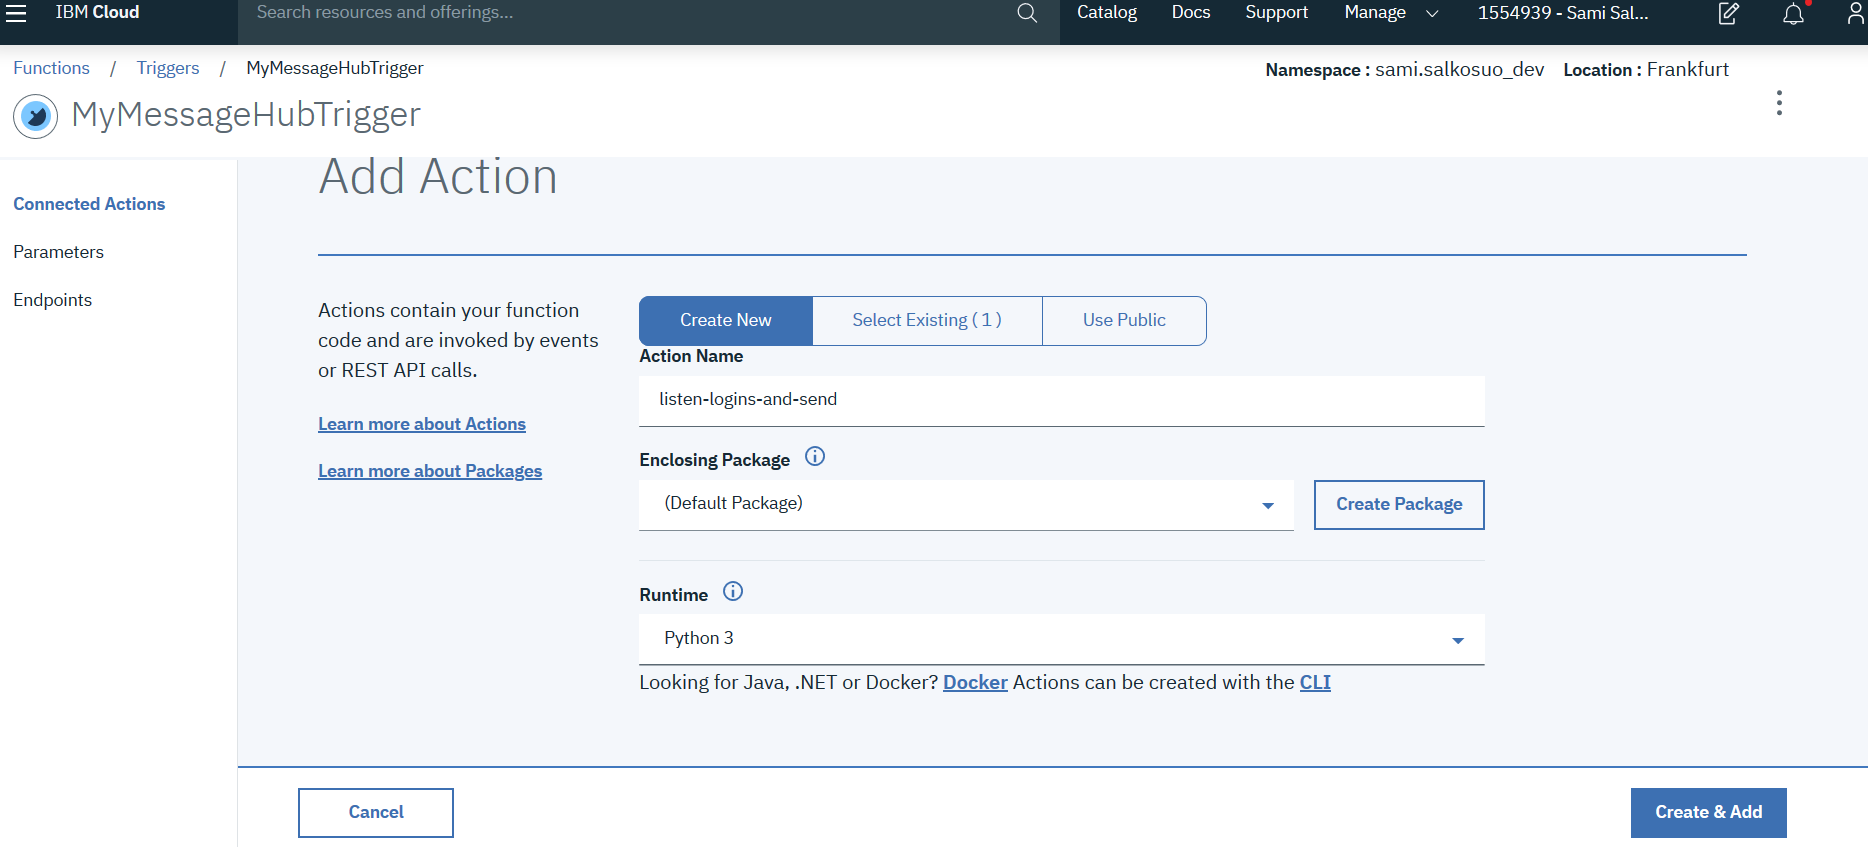 IBM Cloud Search resources and offerings... Catalog Docs Support Manage 1554939 - Sami Sal...
Functions / Triggers / MyMessageHubTrigger Namespace : sami.salkosuo_dev Location : Frankfurt
MyMessageHubTrigger
Add Action
Connected Actions
Parameters
Endpoints
Actions contain your function
code and are invoked by events
or REST API calls.
Learn more about Actions
Learn more about Packages
Create New Select Existing ( 1 ) Use Public
Action Name
listen-logins-and-send
Enclosing Package
(Default Package) Create Package
Runtime
Python 3
Looking for Java, .NET or Docker? Docker Actions can be created with the CLI
Cancel Create & Add